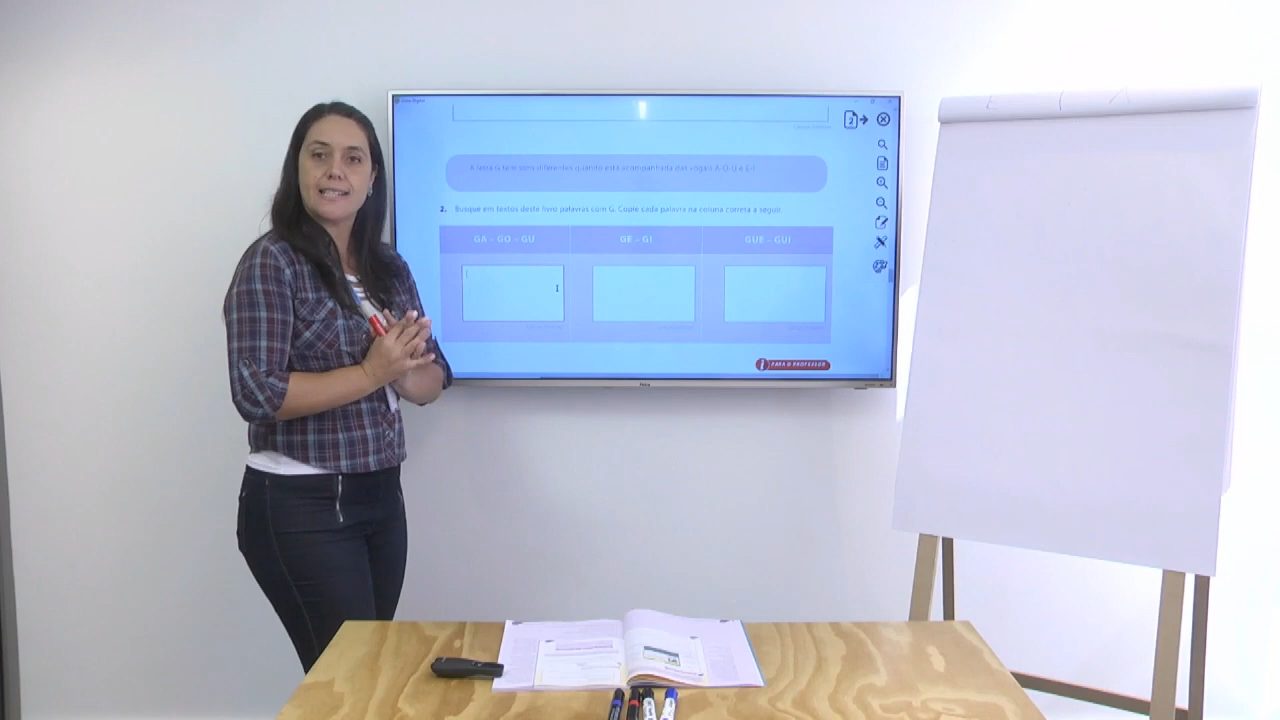 A letra G tem sons diferentes quando está acompanhada das vogais A-O-U e E-I.
2. Busque em textos deste livro palavras com G. Copie cada palavra na coluna correta a seguir.
GA – GO – GU GE – GI GUE – GUI
i PARA O PROFESSOR